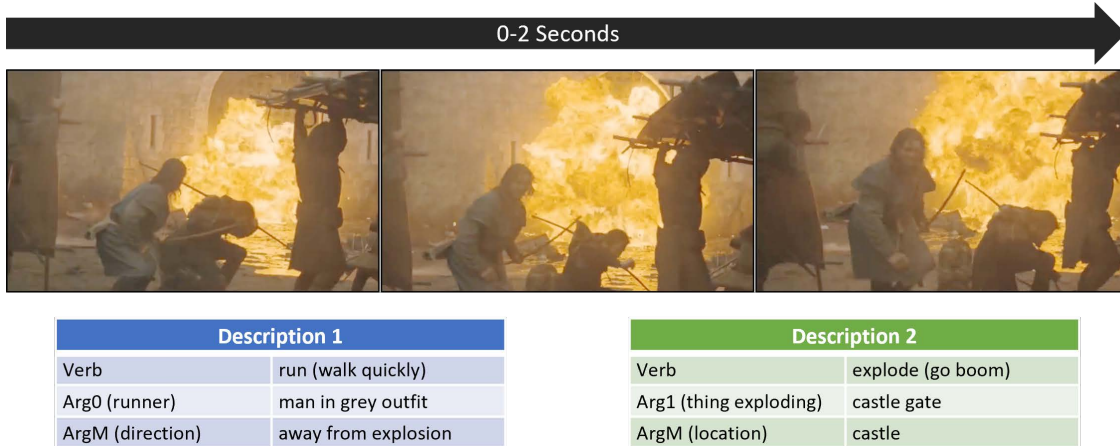 0-2 Seconds
Description 1
Verb run (walk quickly)
Arg0 (runner) man in grey outfit
ArgM (direction) away from explosion
Description 2
Verb explode (go boom)
Arg1 (thing exploding) castle gate
ArgM (location) castle